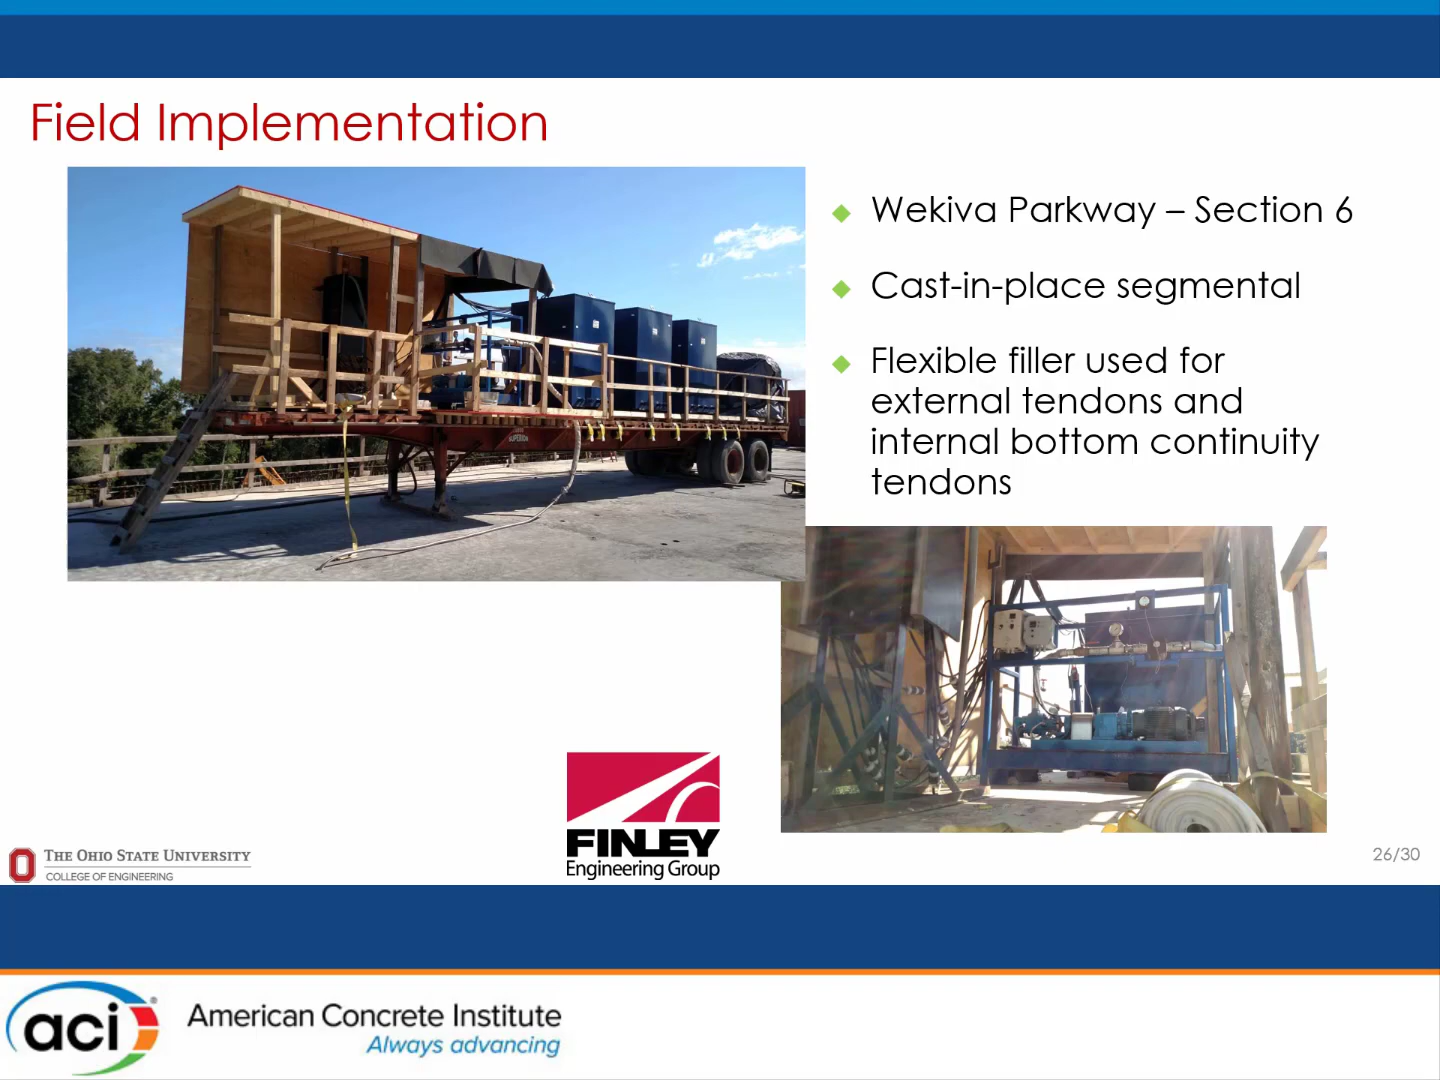 Field Implementation
Wekiva Parkway – Section 6
Cast-in-place segmental
Flexible filler used for
external tendons and
internal bottom continuity
tendons
SUPERIOR
FINLEY
Engineering Group
THE OHIO STATE UNIVERSITY
COLLEGE OF ENGINEERING
26/30
aci®
American Concrete Institute
Always advancing